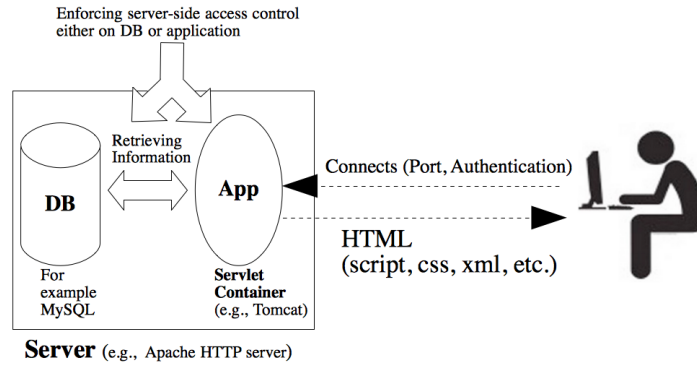 Enforcing server-side access control
either on DB or application
Retrieving
Information
DB
App
Connects (Port, Authentication)
HTML
(script, css, xml, etc.)
For
example
MySQL
Servlet
Container
(e.g., Tomcat)
Server (e.g., Apache HTTP server)